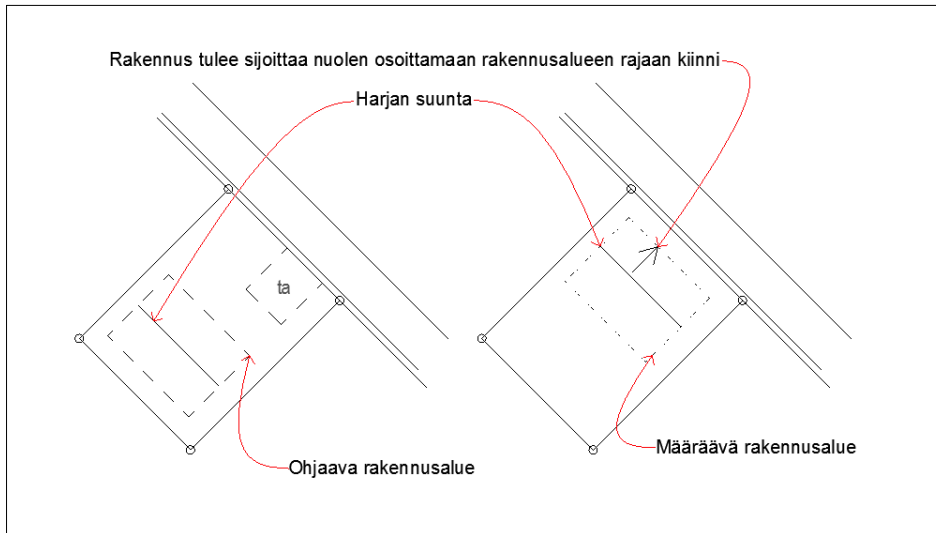 Rakennus tulee sijoittaa nuolen osoittamaan rakennusalueen rajaan kiinni
Harjan suunta
ta
Ohjaava rakennusalue
Määräävä rakennusalue